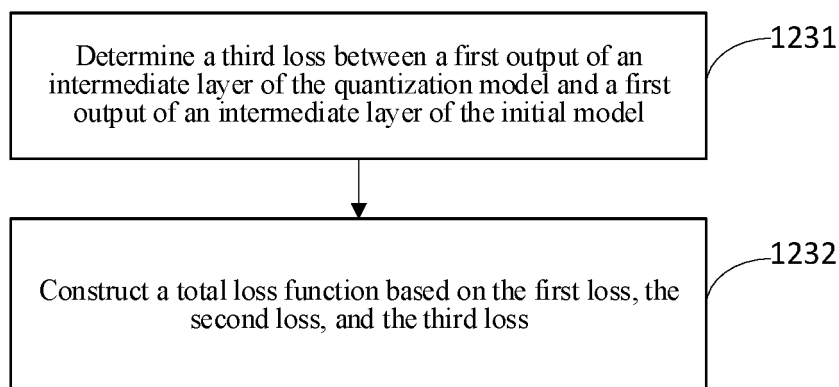 1231
Determine a third loss between a first output of an
intermediate layer of the quantization model and a first
output of an intermediate layer of the initial model
1232
Construct a total loss function based on the first loss, the
second loss, and the third loss